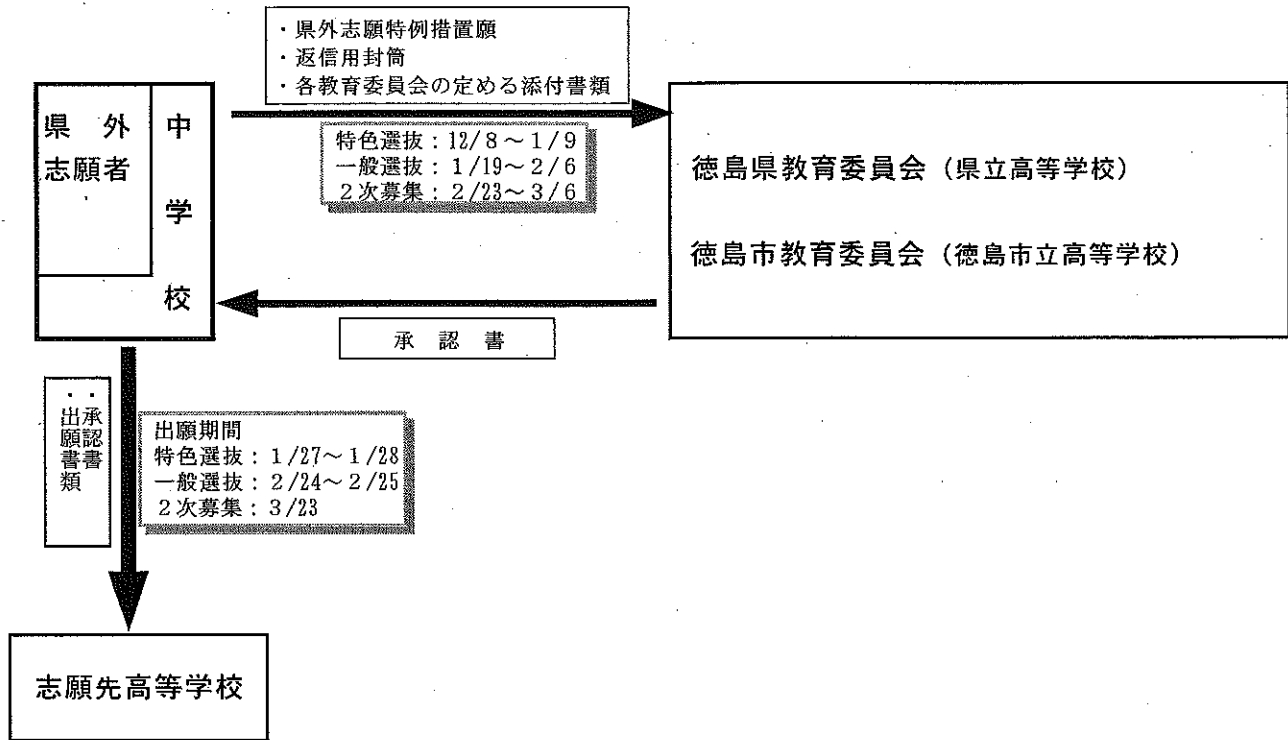 ・県外志願特例措置願
・返信用封筒
・各教育委員会の定める添付書類
県外
志願者
中学校
特色選抜：12/8～1/9
一般選抜：1/19～2/6
2次募集：2/23～3/6
徳島県教育委員会（県立高等学校）
徳島市教育委員会（徳島市立高等学校）
承認書
・承認書
・出願書類
出願期間
特色選抜：1/27～1/28
一般選抜：2/24～2/25
2次募集：3/23
志願先高等学校